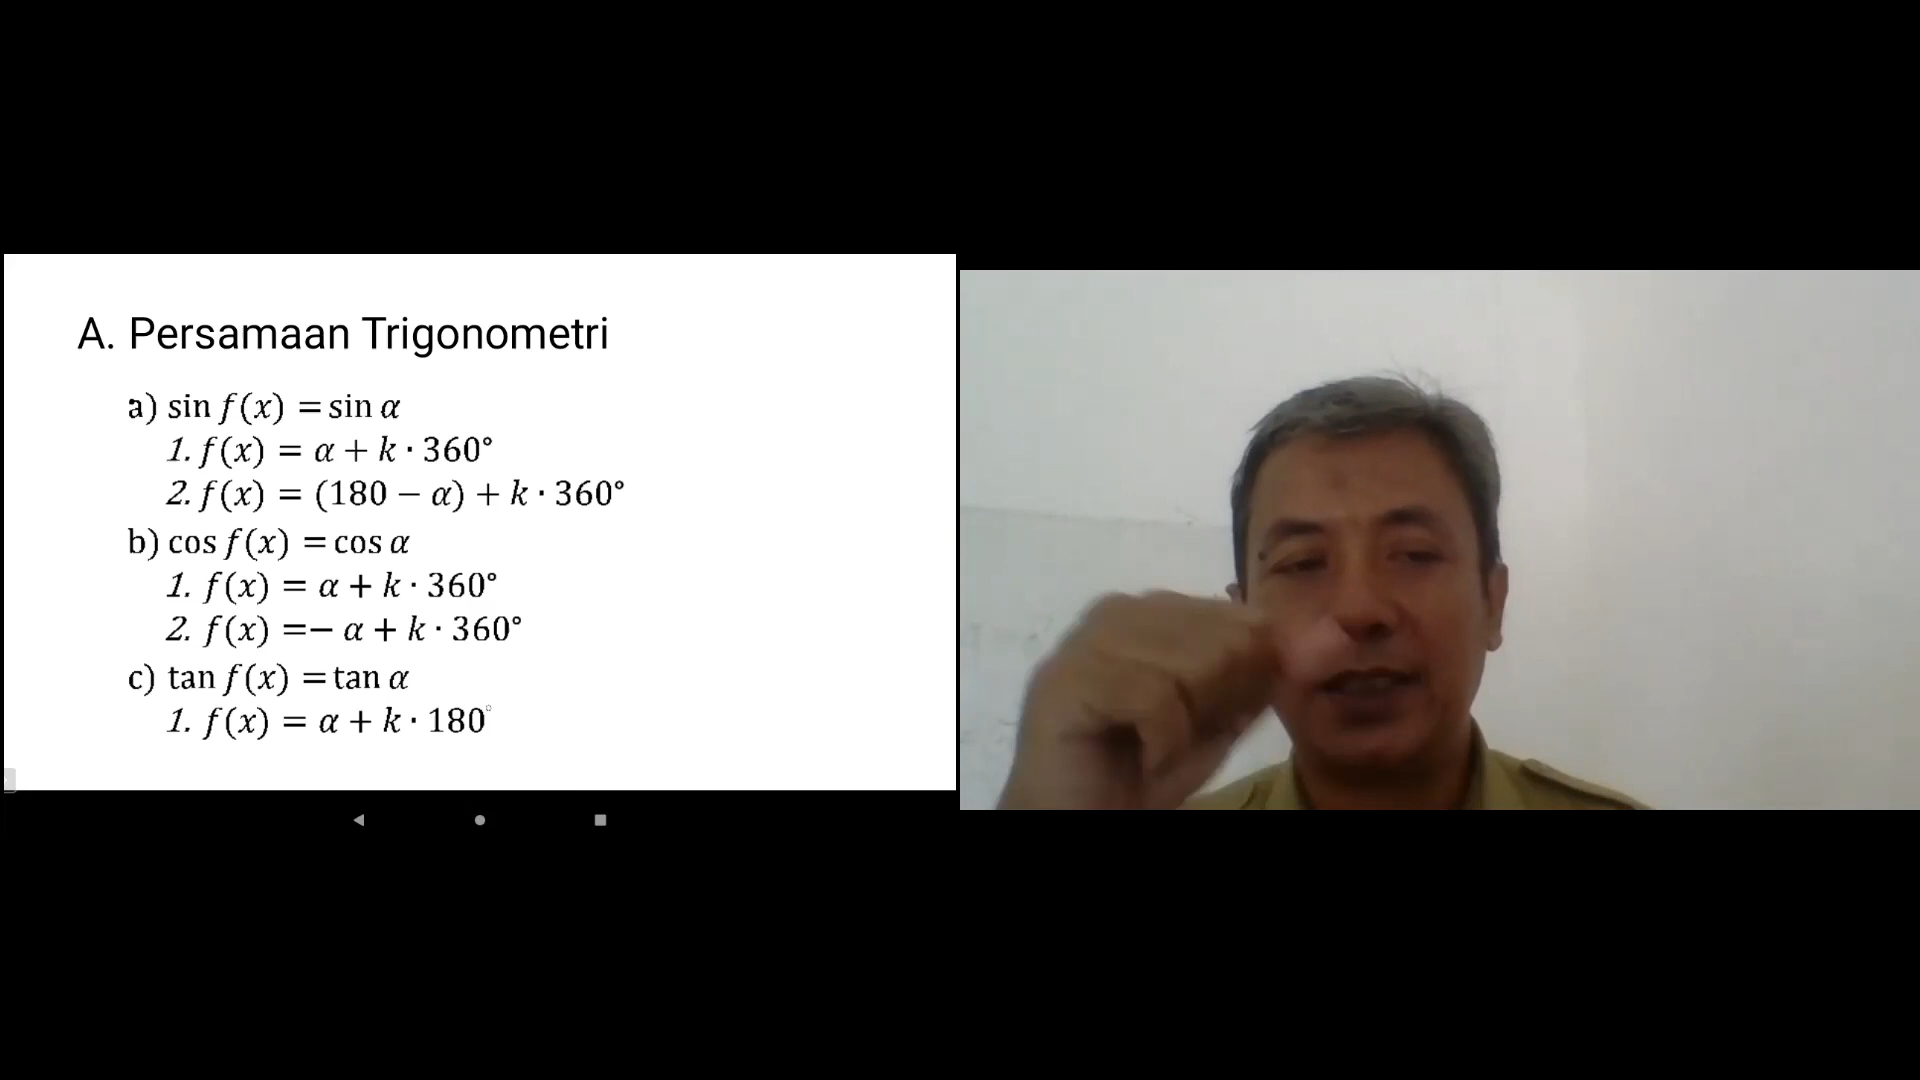 A. Persamaan Trigonometri
a) sin f(x) = sin α
1. f(x) = α + k · 360°
2. f(x) = (180 − α) + k · 360°
b) cos f(x) = cos α
1. f(x) = α + k · 360°
2. f(x) =− α + k · 360°
c) tan f(x) = tan α
1. f(x) = α + k · 180°